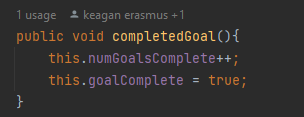 1 usage keagan erasmus +1
public void completedGoal(){
    this.numGoalsComplete++;
    this.goalComplete = true;
}